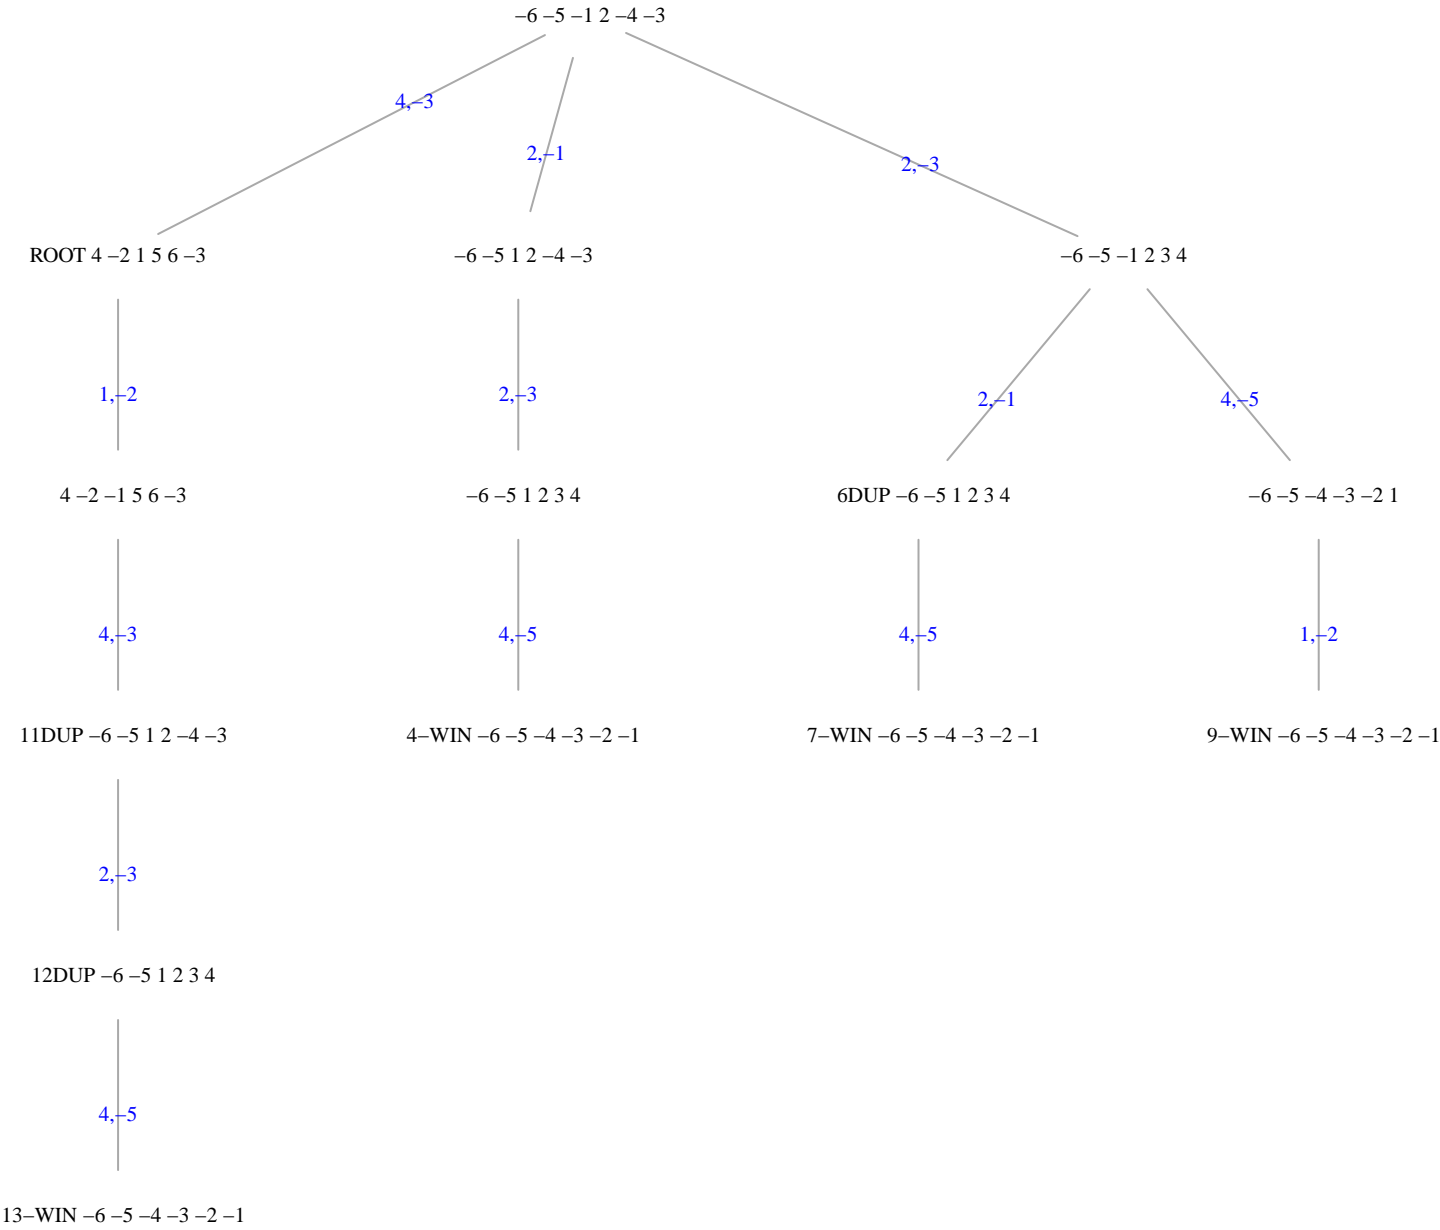 −6 −5 −1 2 −4 −3
4,−3
2,−1
2,−3
ROOT 4 −2 1 5 6 −3
−6 −5 1 2 −4 −3
−6 −5 −1 2 3 4
1,−2
2,−3
2,−1
4,−5
4 −2 −1 5 6 −3
−6 −5 1 2 3 4
6DUP −6 −5 1 2 3 4
−6 −5 −4 −3 −2 1
4,−3
4,−5
4,−5
1,−2
11DUP −6 −5 1 2 −4 −3
4−WIN −6 −5 −4 −3 −2 −1
7−WIN −6 −5 −4 −3 −2 −1
9−WIN −6 −5 −4 −3 −2 −1
2,−3
12DUP −6 −5 1 2 3 4
4,−5
13−WIN −6 −5 −4 −3 −2 −1